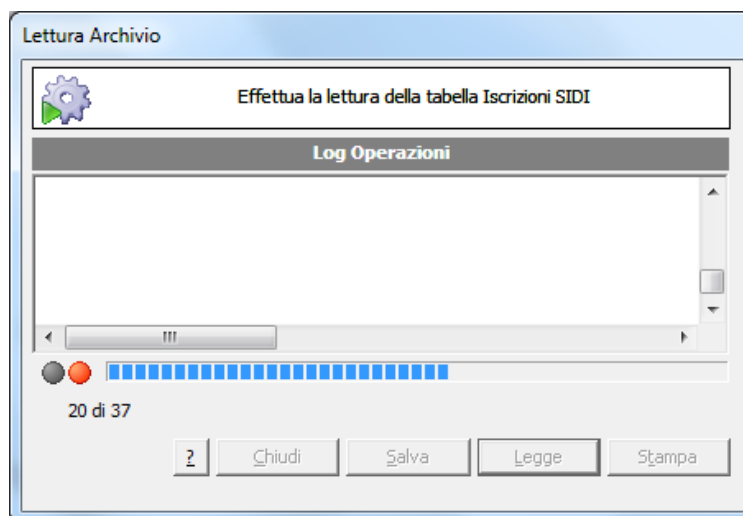 Lettura Archivio
Effettua la lettura della tabella Iscrizioni SIDI
Log Operazioni
20 di 37
? Chiudi Salva Legge Stampa